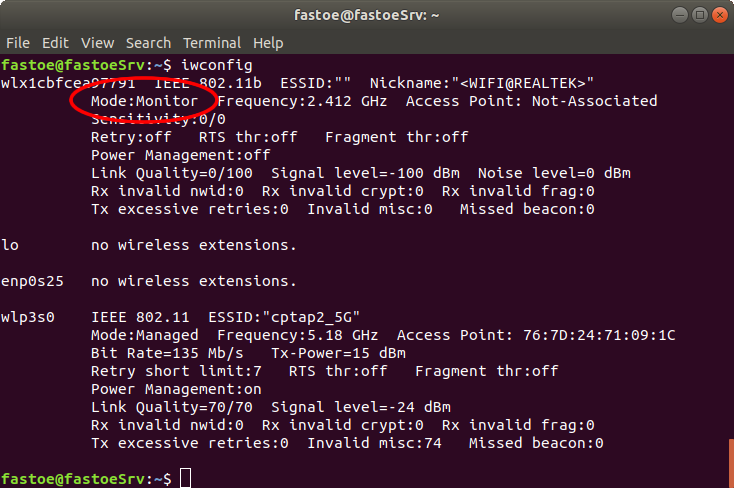 fastoe@fastoeSrv: ~
File Edit View Search Terminal Help
fastoe@fastoeSrv:~$ iwconfig
wlx1cbfcea97791  IEEE 802.11b  ESSID:""  Nickname:"<WIFI@REALTEK>"
          Mode:Monitor  Frequency:2.412 GHz  Access Point: Not-Associated
          Sensitivity:0/0
          Retry:off   RTS thr:off   Fragment thr:off
          Power Management:off
          Link Quality=0/100  Signal level=-100 dBm  Noise level=0 dBm
          Rx invalid nwid:0  Rx invalid crypt:0  Rx invalid frag:0
          Tx excessive retries:0  Invalid misc:0   Missed beacon:0
lo        no wireless extensions.
enp0s25   no wireless extensions.
wlp3s0    IEEE 802.11  ESSID:"cptap2_5G"
          Mode:Managed  Frequency:5.18 GHz  Access Point: 76:7D:24:71:09:1C
          Bit Rate=135 Mb/s   Tx-Power=15 dBm
          Retry short limit:7   RTS thr:off   Fragment thr:off
          Power Management:on
          Link Quality=70/70  Signal level=-24 dBm
          Rx invalid nwid:0  Rx invalid crypt:0  Rx invalid frag:0
          Tx excessive retries:0  Invalid misc:74   Missed beacon:0
fastoe@fastoeSrv:~$